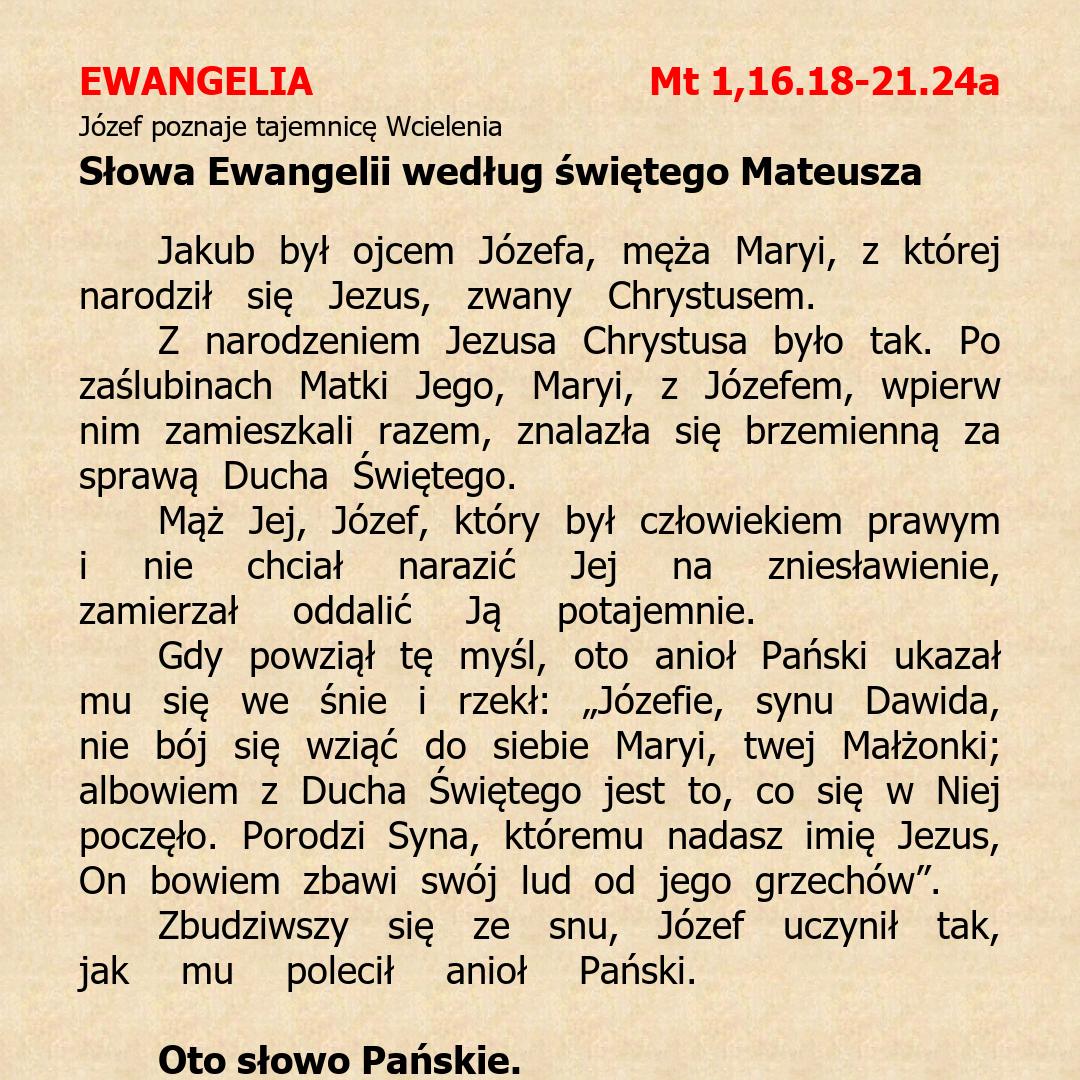 EWANGELIA Mt 1,16.18-21.24a
Józef poznaje tajemnicę Wcielenia
Słowa Ewangelii według świętego Mateusza
Jakub był ojcem Józefa, męża Maryi, z której
narodził się Jezus, zwany Chrystusem.
Z narodzeniem Jezusa Chrystusa było tak. Po
zaślubinach Matki Jego, Maryi, z Józefem, wpierw
nim zamieszkali razem, znalazła się brzemienną za
sprawą Ducha Świętego.
Mąż Jej, Józef, który był człowiekiem prawym
i nie chciał narazić Jej na zniesławienie,
zamierzał oddalić Ją potajemnie.
Gdy powziął tę myśl, oto anioł Pański ukazał
mu się we śnie i rzekł: „Józefie, synu Dawida,
nie bój się wziąć do siebie Maryi, twej Małżonki;
albowiem z Ducha Świętego jest to, co się w Niej
poczęło. Porodzi Syna, któremu nadasz imię Jezus,
On bowiem zbawi swój lud od jego grzechów”.
Zbudziwszy się ze snu, Józef uczynił tak,
jak mu polecił anioł Pański.
Oto słowo Pańskie.